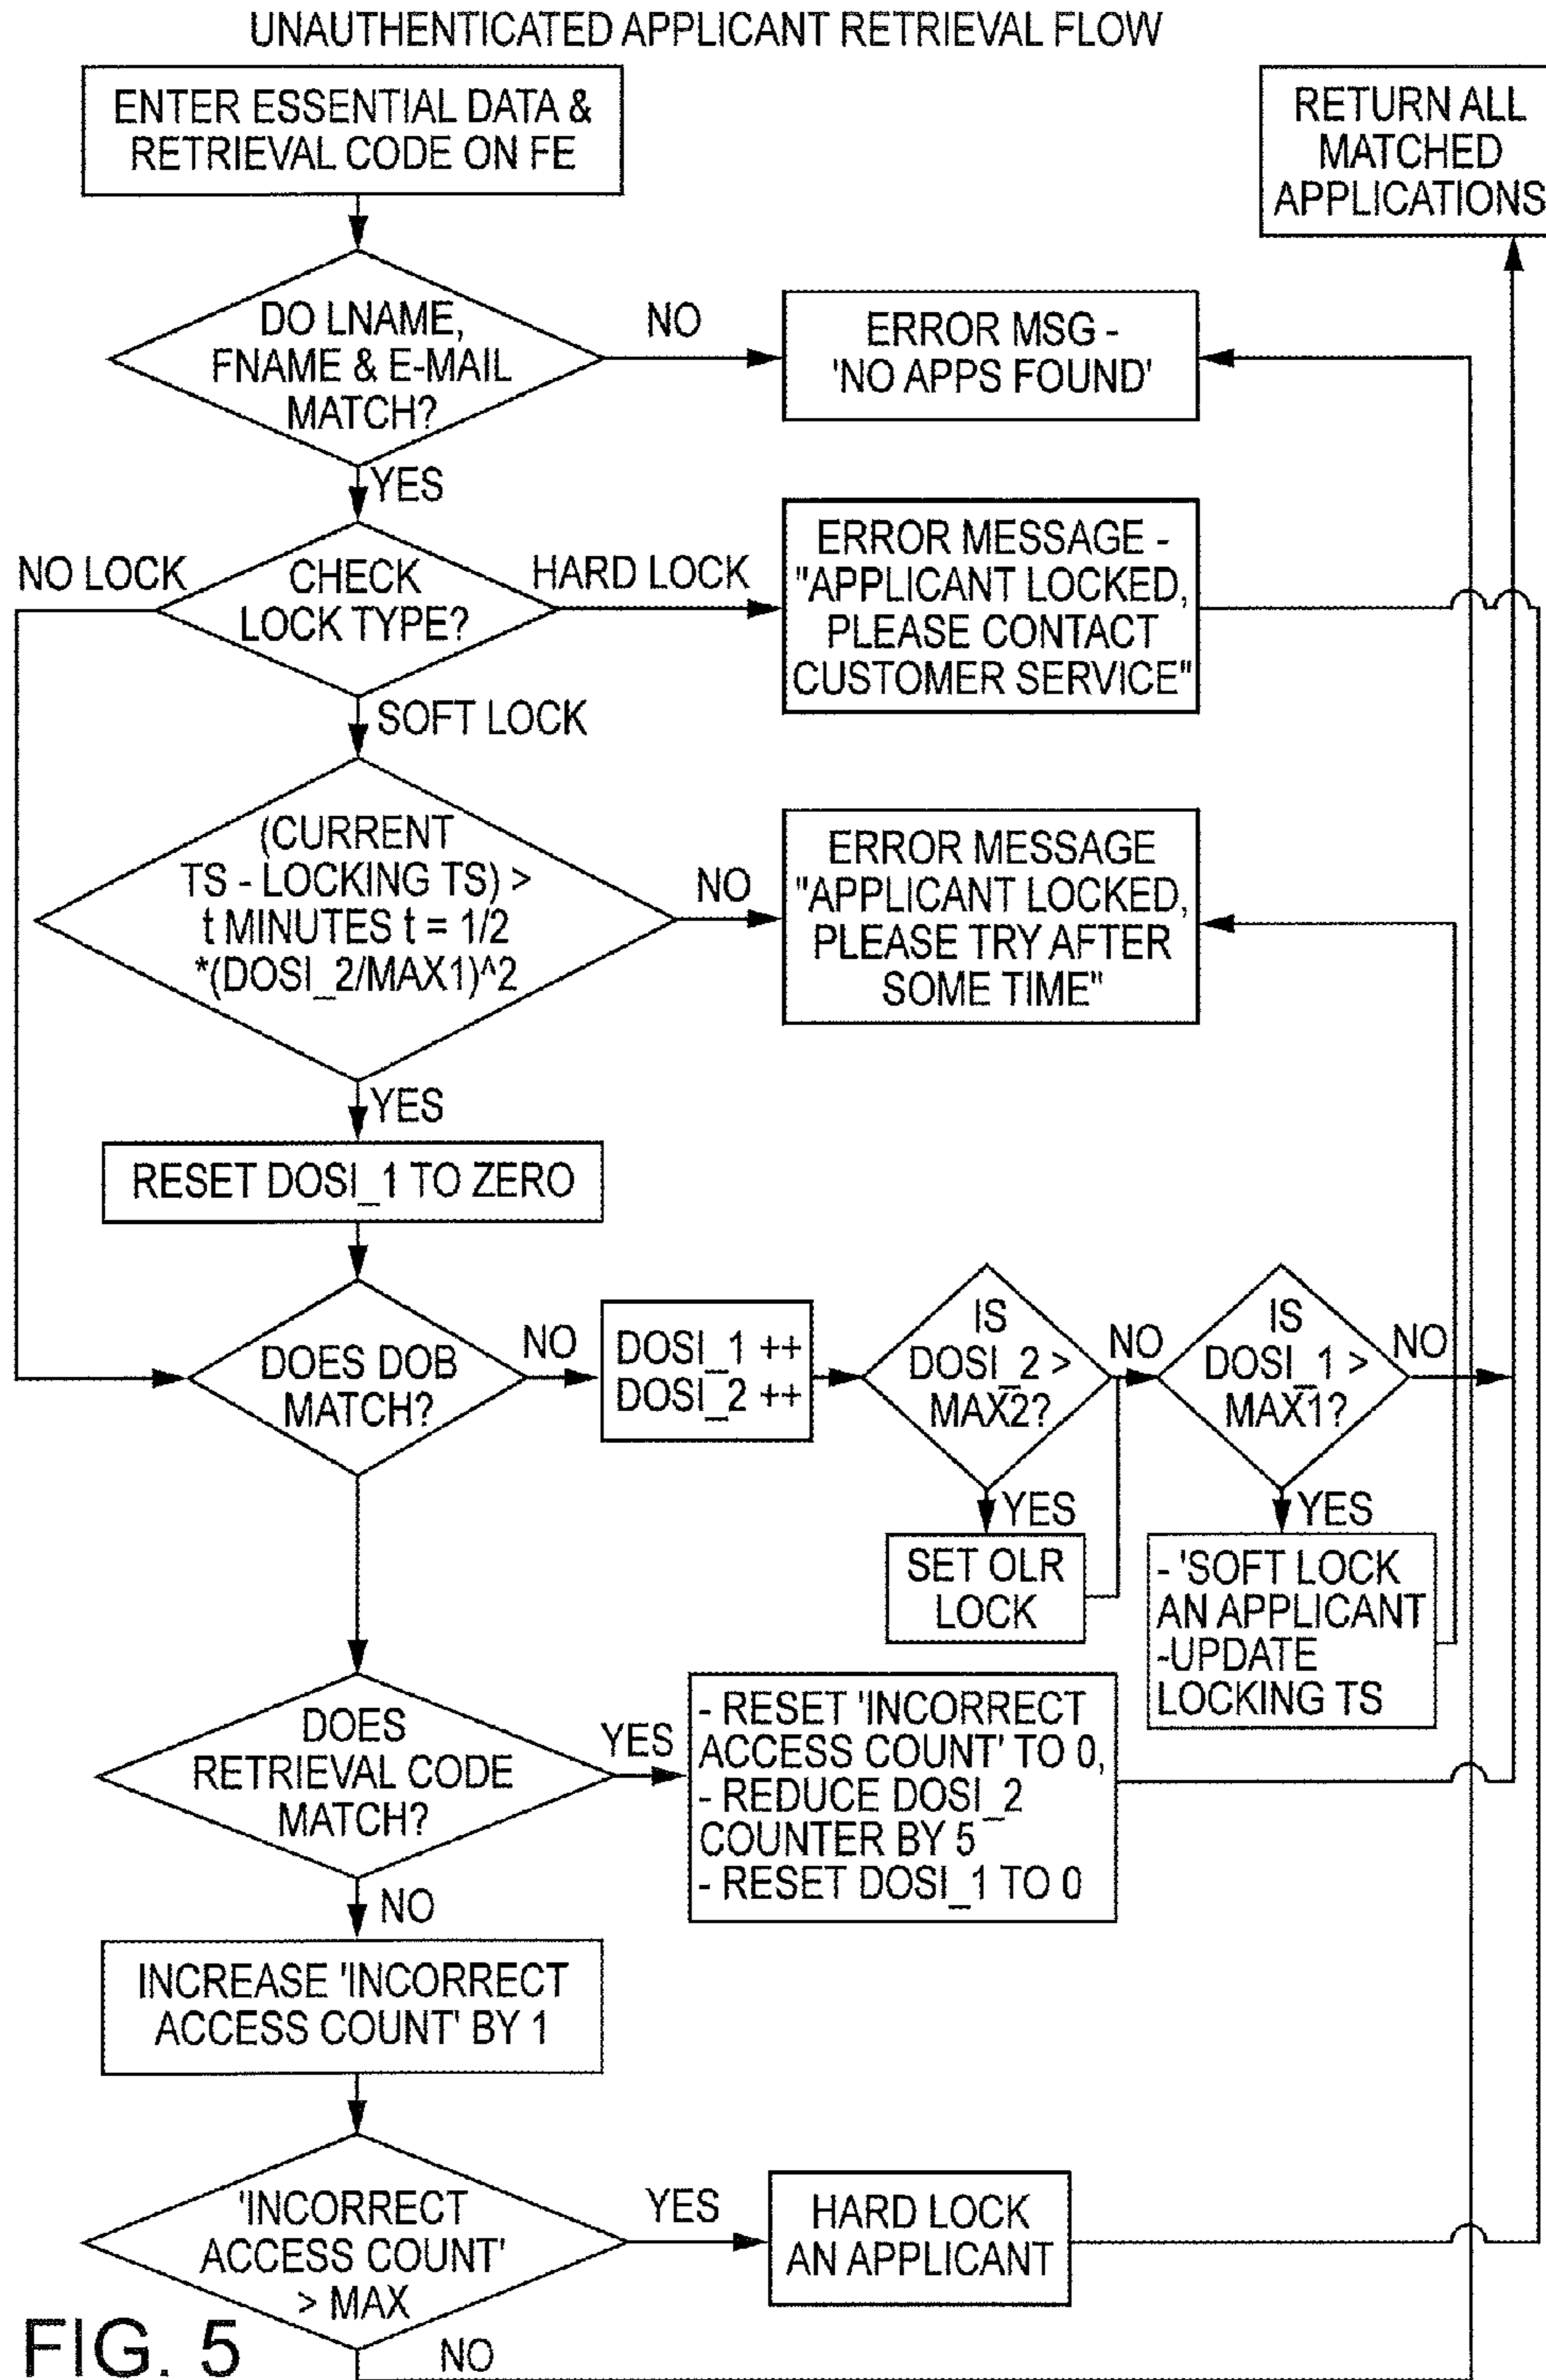 UNAUTHENTICATED APPLICANT RETRIEVAL FLOW
ENTER ESSENTIAL DATA &
RETRIEVAL CODE ON FE
RETURN ALL
MATCHED
APPLICATIONS
DO LNAME,
FNAME & E-MAIL
MATCH?
NO
ERROR MSG -
'NO APPS FOUND'
YES
NO LOCK
CHECK
LOCK TYPE?
HARD LOCK
ERROR MESSAGE -
"APPLICANT LOCKED,
PLEASE CONTACT
CUSTOMER SERVICE"
SOFT LOCK
(CURRENT
TS - LOCKING TS) >
t MINUTES t = 1/2
*(DOSI_2/MAX1)^2
NO
ERROR MESSAGE
"APPLICANT LOCKED,
PLEASE TRY AFTER
SOME TIME"
YES
RESET DOSI_1 TO ZERO
DOES DOB
MATCH?
NO
DOSI_1 ++
DOSI_2 ++
IS
DOSI_2 >
MAX2?
NO
IS
DOSI_1 >
MAX1?
NO
YES
SET OLR
LOCK
YES
- 'SOFT LOCK
AN APPLICANT
-UPDATE
LOCKING TS
DOES
RETRIEVAL CODE
MATCH?
YES
- RESET 'INCORRECT
ACCESS COUNT' TO 0,
- REDUCE DOSI_2
COUNTER BY 5
- RESET DOSI_1 TO 0
NO
INCREASE 'INCORRECT
ACCESS COUNT' BY 1
'INCORRECT
ACCESS COUNT'
> MAX
YES
HARD LOCK
AN APPLICANT
NO
FIG. 5